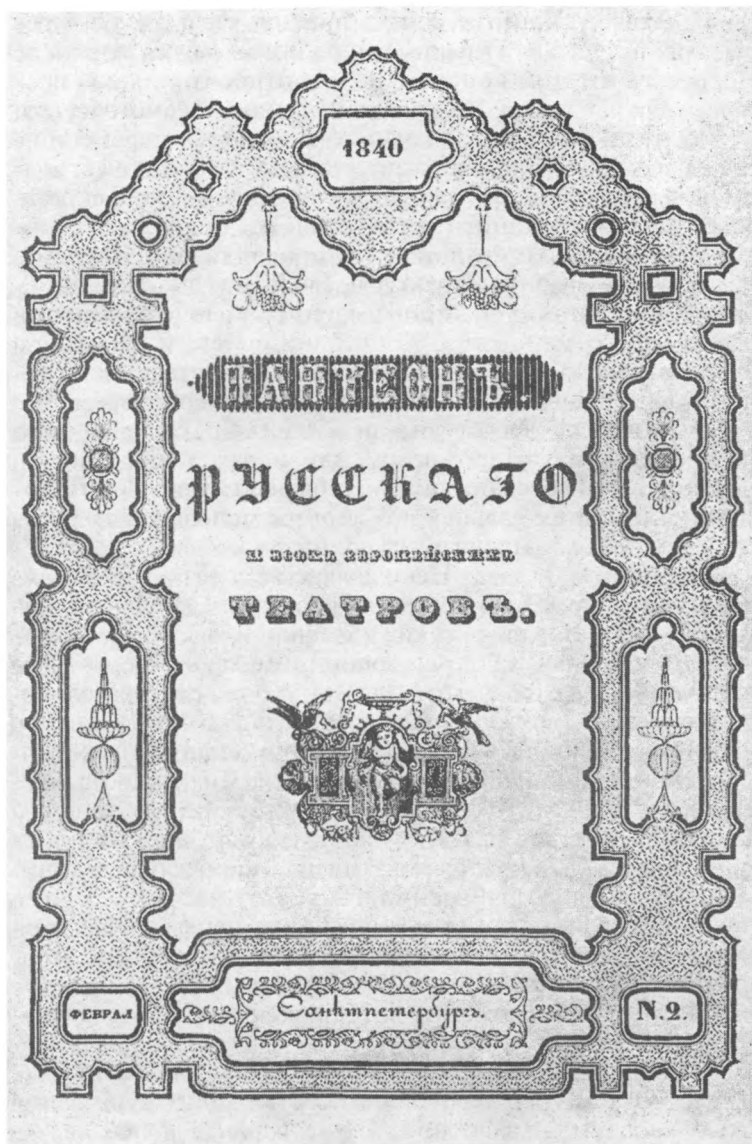 1840
ПАНТЕОНЪ.
РУССКАГО
И ВСѢХЪ ЕВРОПЕЙСКИХЪ
ТЕАТРОВЪ.
ФЕВРАЛ
Санктпетербургъ.
N.2.